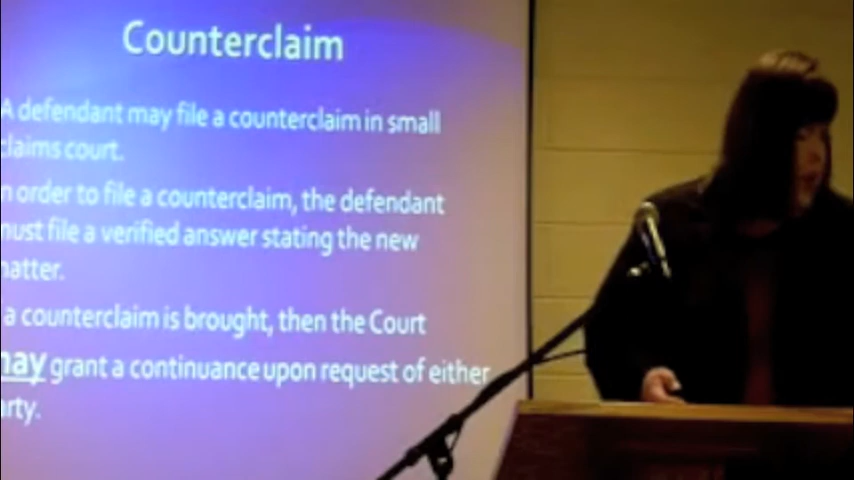 Counterclaim
A defendant may file a counterclaim in small
claims court.
n order to file a counterclaim, the defendant
must file a verified answer stating the new
matter.
a counterclaim is brought, then the Court
may grant a continuance upon request of either
arty.